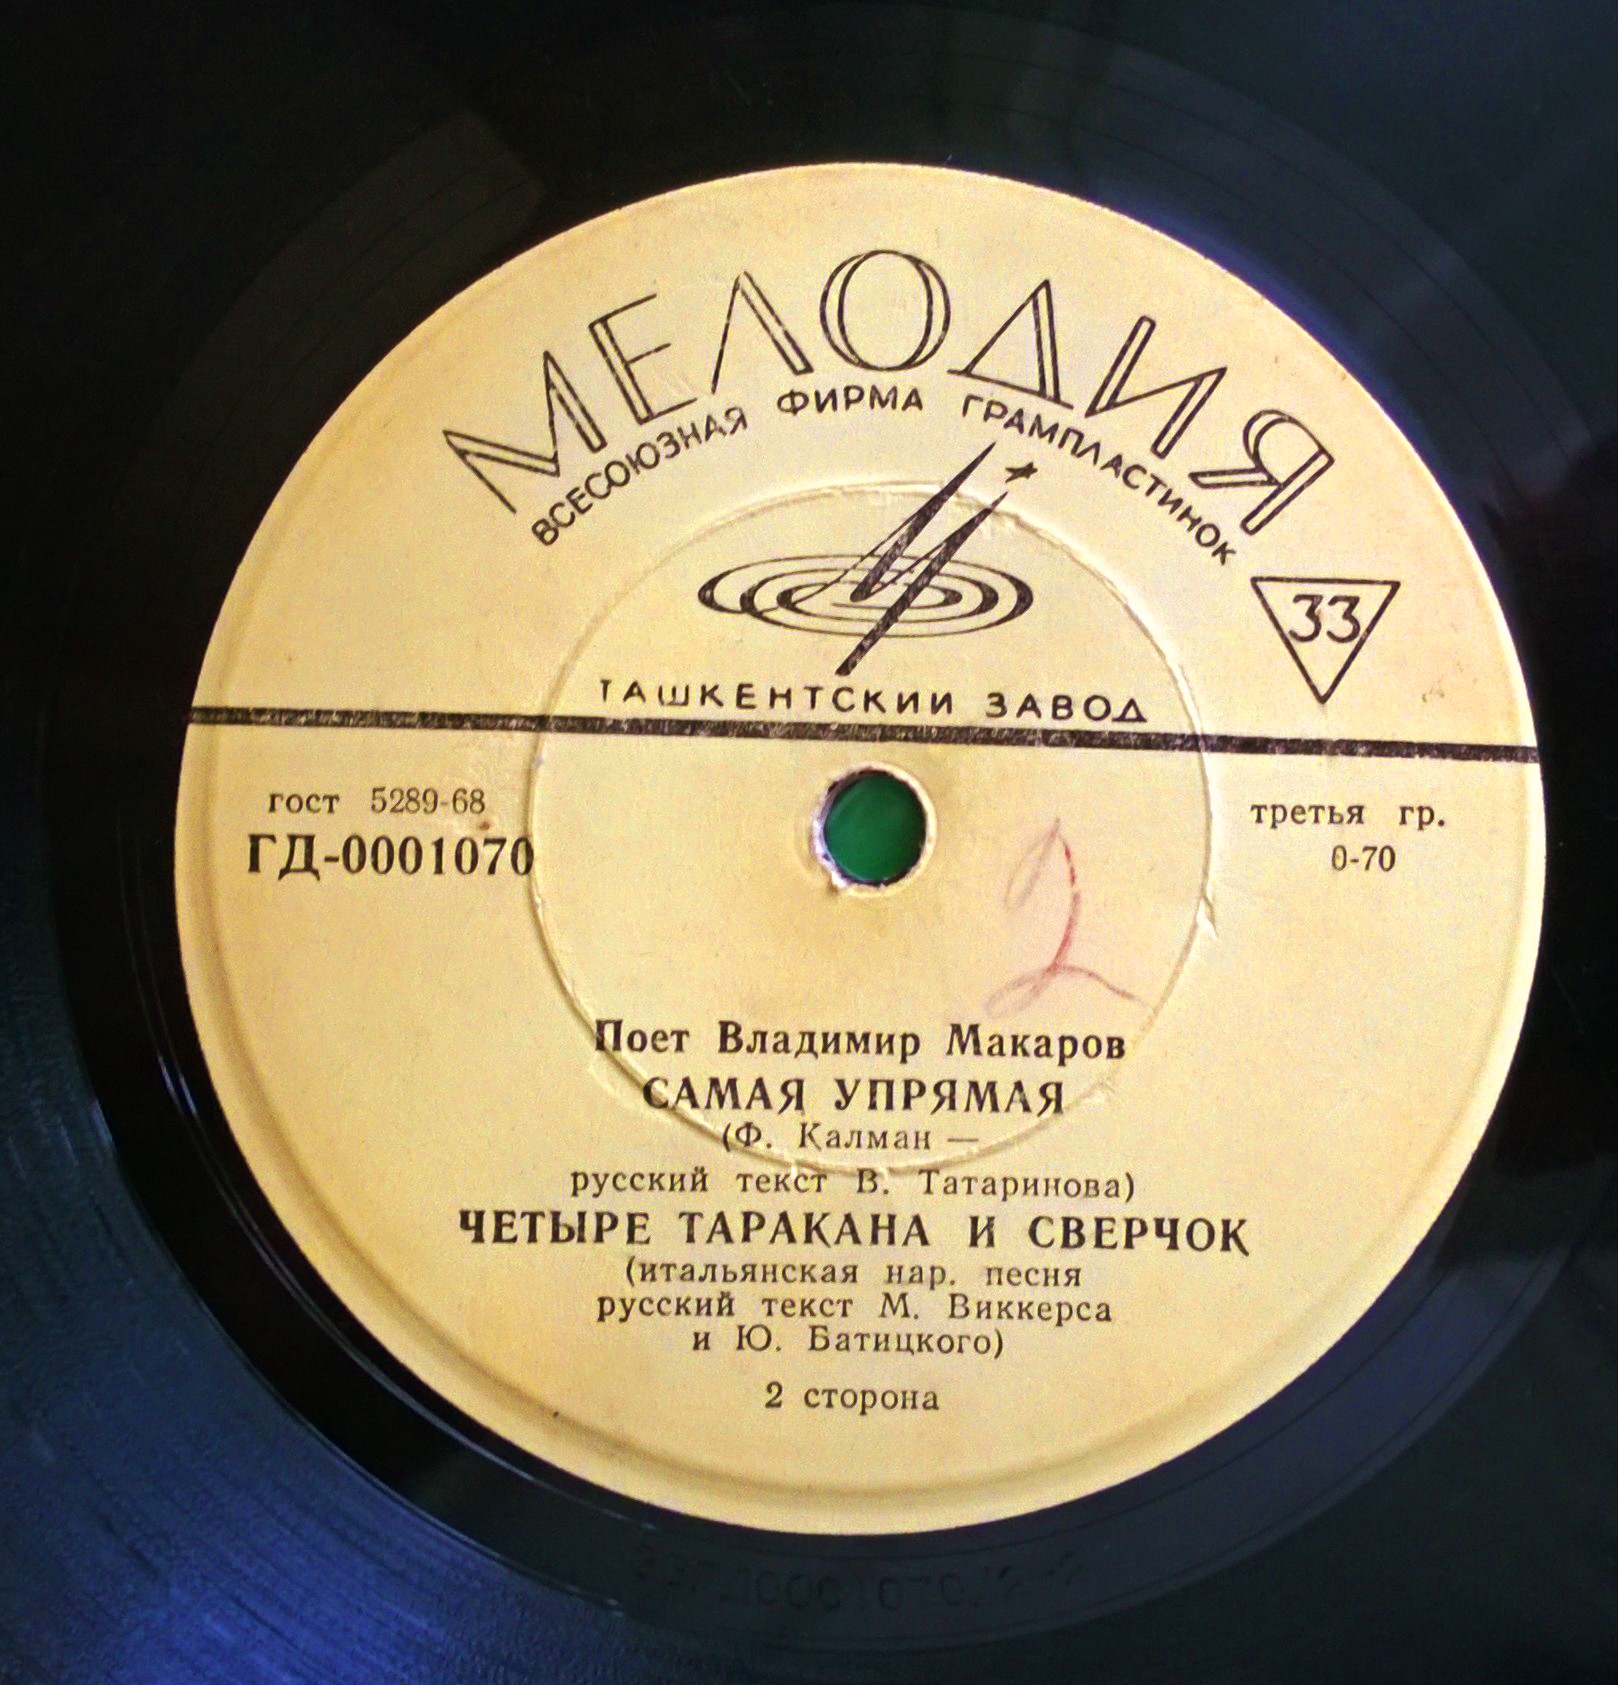 МЕЛОДИЯ
ВСЕСОЮЗНАЯ ФИРМА ГРАМПЛАСТИНОК
33
ТАШКЕНТСКИЙ ЗАВОД
гост 5289-68
ГД-0001070
третья гр.
0-70
Поет Владимир Макаров
САМАЯ УПРЯМАЯ
(Ф. Калман —
русский текст В. Татаринова)
ЧЕТЫРЕ ТАРАКАНА И СВЕРЧОК
(итальянская нар. песня
русский текст М. Виккерса
и Ю. Батицкого)
2 сторона